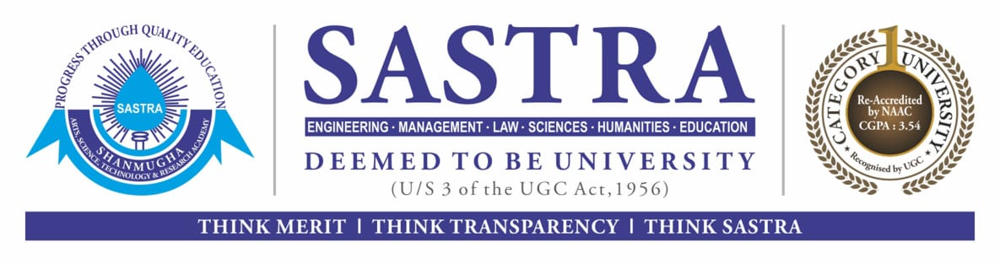 PROGRESS THROUGH QUALITY EDUCATION
SASTRA
SHANMUGHA
ARTS, SCIENCE, TECHNOLOGY & RESEARCH ACADEMY
SASTRA
ENGINEERING · MANAGEMENT · LAW · SCIENCES · HUMANITIES · EDUCATION
DEEMED TO BE UNIVERSITY
(U/S 3 of the UGC Act,1956)
CATEGORY 1 UNIVERSITY
Re-Accredited
by NAAC
CGPA : 3.54
Recognised by UGC
THINK MERIT | THINK TRANSPARENCY | THINK SASTRA